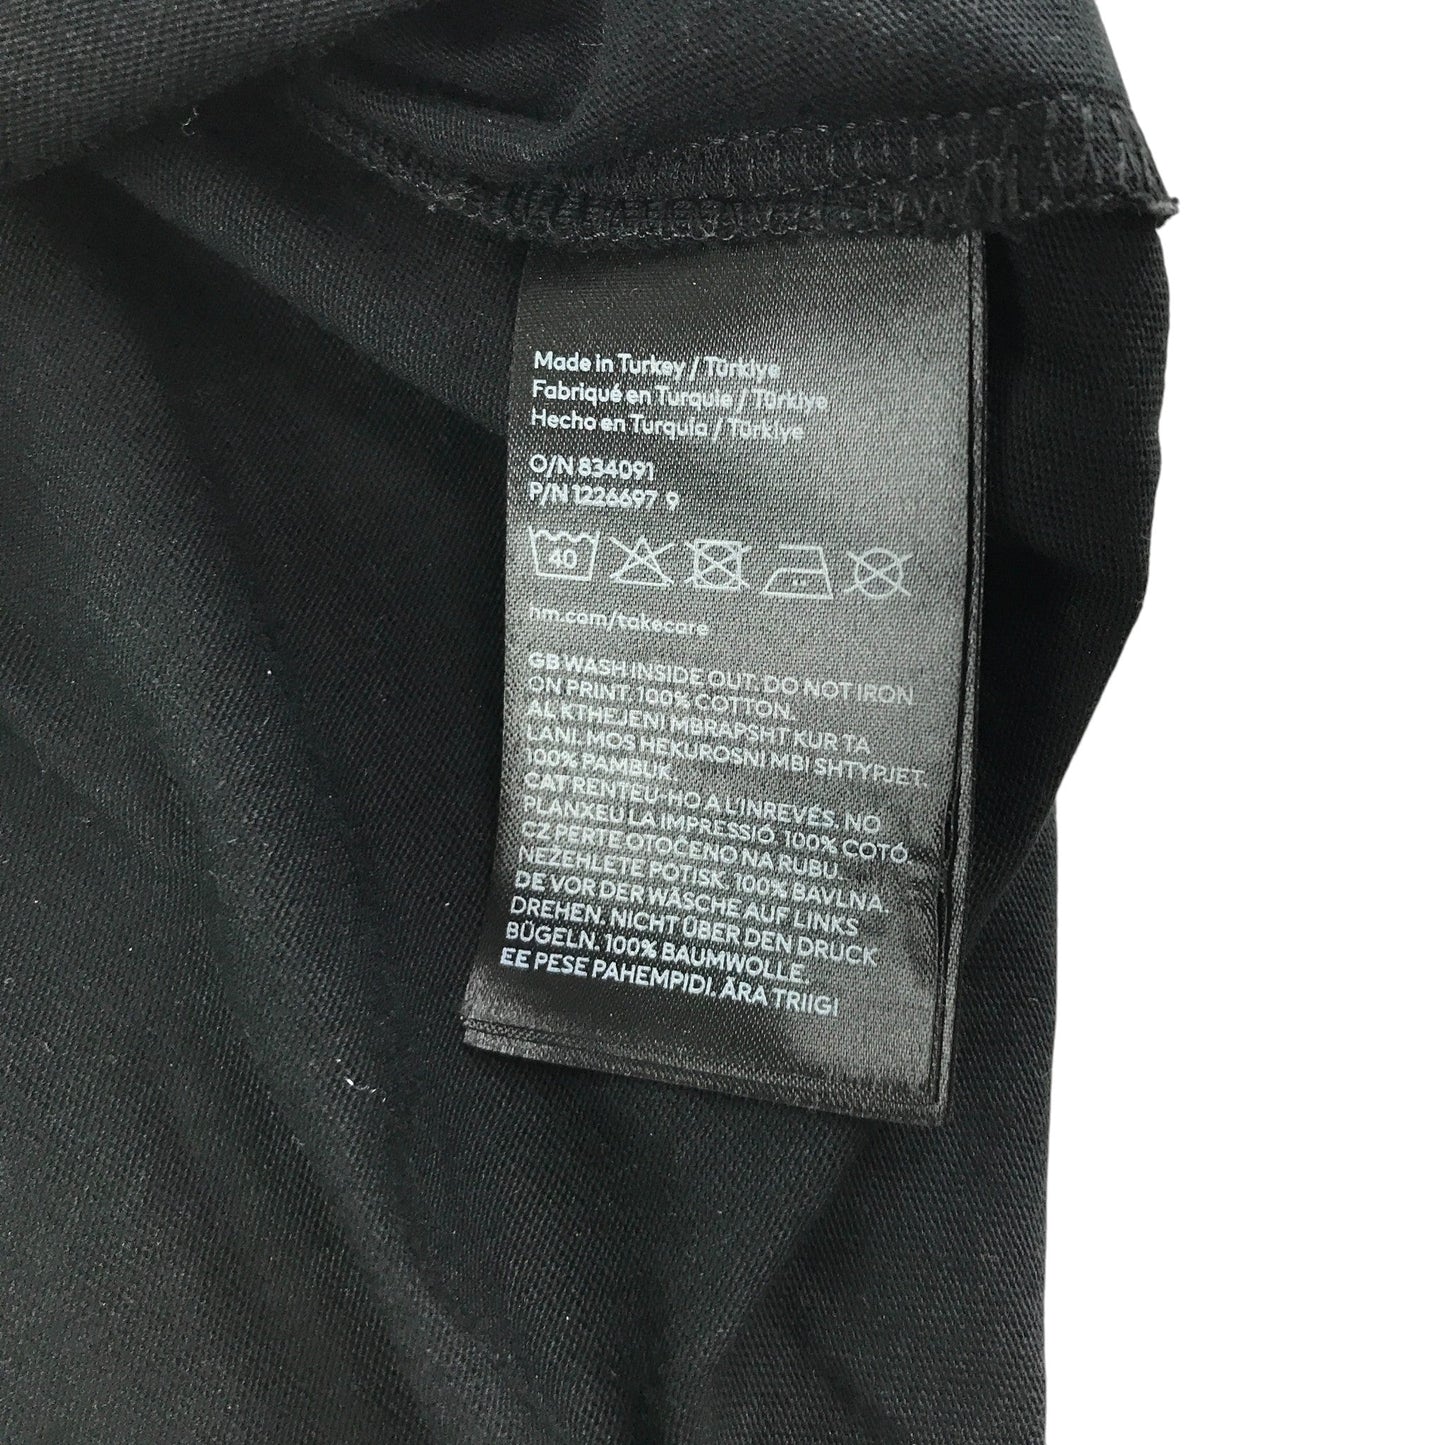 Made in Turkey / Türkiye
Fabriqué en Turquie / Türkiye
Hecho en Turquía / Türkiye
O/N 834091
P/N 1226697 9
40
hm.com/takecare
GB WASH INSIDE OUT. DO NOT IRON
ON PRINT. 100% COTTON.
AL KTHEJENI MBRAPSHT KUR TA
LANI. MOS HEKUROSNI MBI SHTYPJET.
100% PAMBUK.
CAT RENTEU-HO A L'INREVÉS. NO
PLANXEU LA IMPRESSIÓ. 100% COTÓ.
CZ PERTE OTOČENO NA RUBU.
NEŽEHLETE POTISK. 100% BAVLNA.
DE VOR DER WÄSCHE AUF LINKS
DREHEN. NICHT ÜBER DEN DRUCK
BÜGELN. 100% BAUMWOLLE
EE PESE PAHEMPIDI. ÄRA TRIIGI